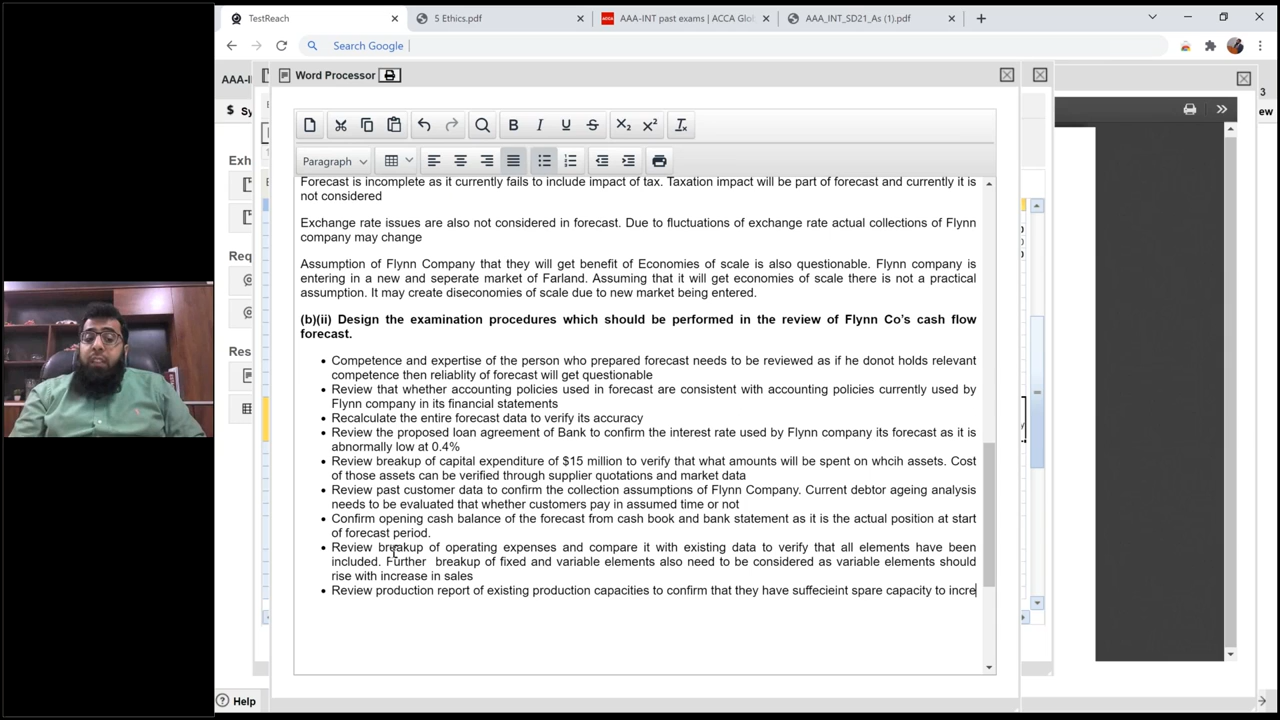 TestReach
5 Ethics.pdf
AAA-INT past exams | ACCA Glo
AAA_INT_SD21_As (1).pdf
Search Google
AAA-I
Word Processor
3
$ Sy
ew
Paragraph
Exh
Forecast is incomplete as it currently fails to include impact of tax. Taxation impact will be part of forecast and currently it is
not considered
Exchange rate issues are also not considered in forecast. Due to fluctuations of exchange rate actual collections of Flynn
company may change
Assumption of Flynn Company that they will get benefit of Economies of scale is also questionable. Flynn company is
entering in a new and seperate market of Farland. Assuming that it will get economies of scale there is not a practical
assumption. It may create diseconomies of scale due to new market being entered.
Req
(b)(ii) Design the examination procedures which should be performed in the review of Flynn Co's cash flow
forecast.
Res
• Competence and expertise of the person who prepared forecast needs to be reviewed as if he donot holds relevant
competence then reliablity of forecast will get questionable
• Review that whether accounting policies used in forecast are consistent with accounting policies currently used by
Flynn company in its financial statements
• Recalculate the entire forecast data to verify its accuracy
• Review the proposed loan agreement of Bank to confirm the interest rate used by Flynn company its forecast as it is
abnormally low at 0.4%
• Review breakup of capital expenditure of $15 million to verify that what amounts will be spent on whcih assets. Cost
of those assets can be verified through supplier quotations and market data
• Review past customer data to confirm the collection assumptions of Flynn Company. Current debtor ageing analysis
needs to be evaluated that whether customers pay in assumed time or not
• Confirm opening cash balance of the forecast from cash book and bank statement as it is the actual position at start
of forecast period.
• Review breakup of operating expenses and compare it with existing data to verify that all elements have been
included. Further breakup of fixed and variable elements also need to be considered as variable elements should
rise with increase in sales
• Review production report of existing production capacities to confirm that they have suffecieint spare capacity to incre
Help